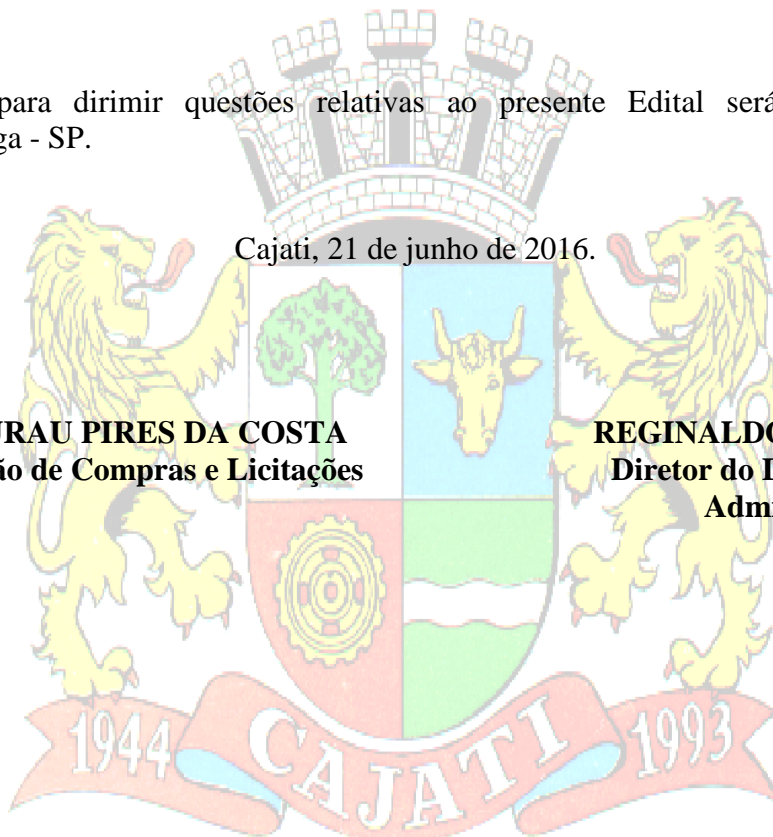 para dirimir questões relativas ao presente Edital será
ga - SP.
Cajati, 21 de junho de 2016.
URAU PIRES DA COSTA
ão de Compras e Licitações
REGINALDO
Diretor do D
Admi
1944 CAJATI 1993